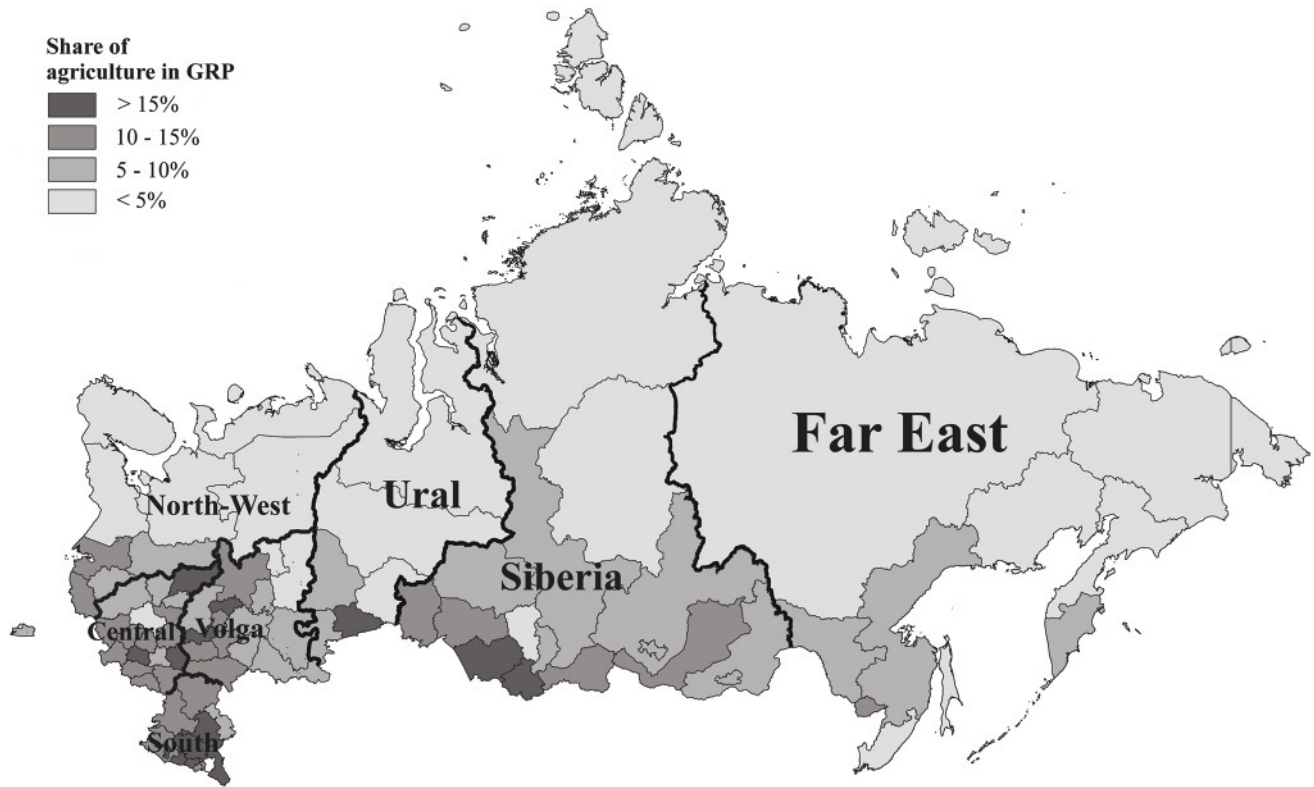 Share of
agriculture in GRP
> 15%
10 - 15%
5 - 10%
< 5%
Far East
North-West
Ural
Siberia
Central
Volga
South